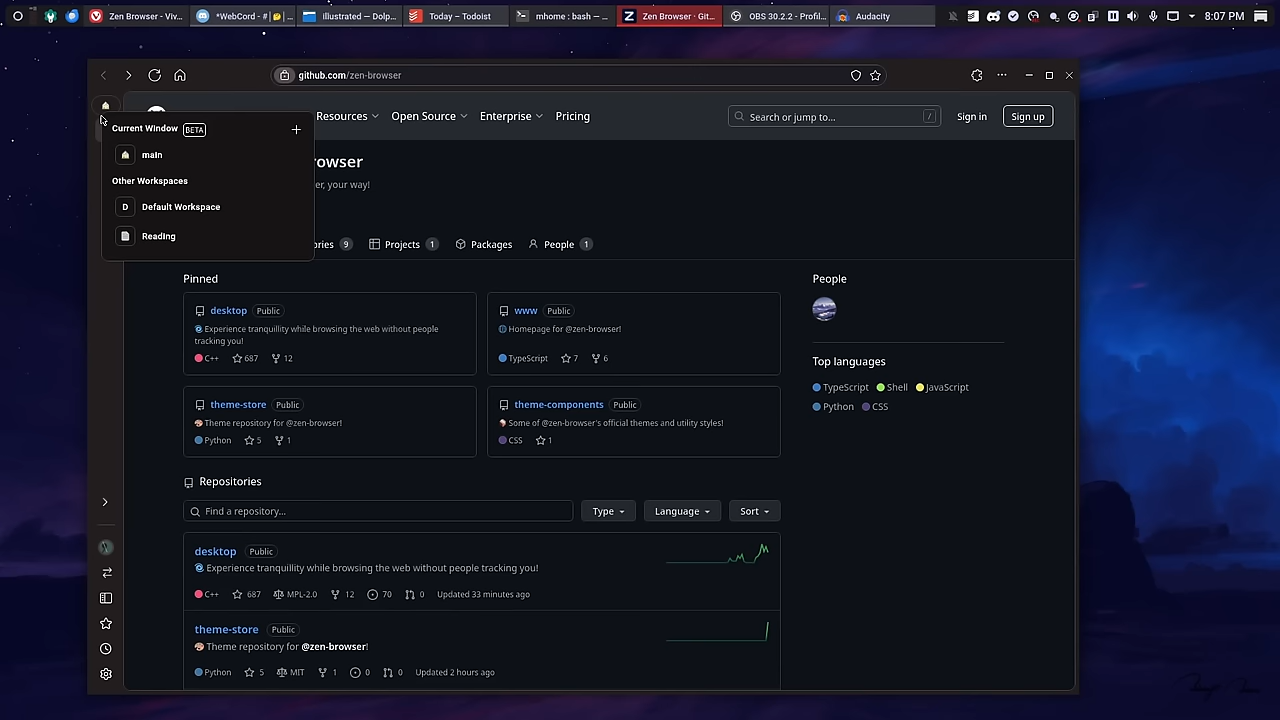 Zen Browser - Viv...
*WebCord - # |
Illustrated — Dolp...
Today – Todoist
mhome : bash — ...
Zen Browser · Git...
OBS 30.2.2 - Profil...
Audacity
8:07 PM
github.com/zen-browser
Resources
Open Source
Enterprise
Pricing
Search or jump to...
/
Sign in
Sign up
Current Window BETA
main
Other Workspaces
D Default Workspace
Reading
rowser
er, your way!
ories 9
Projects 1
Packages
People 1
Pinned
desktop Public
Experience tranquillity while browsing the web without people
tracking you!
C++ 687 12
www Public
Homepage for @zen-browser!
TypeScript 7 6
theme-store Public
Theme repository for @zen-browser!
Python 5 1
theme-components Public
Some of @zen-browser's official themes and utility styles!
CSS 1
People
Top languages
TypeScript Shell JavaScript
Python CSS
Repositories
Find a repository...
Type
Language
Sort
desktop Public
Experience tranquillity while browsing the web without people tracking you!
C++ 687 MPL-2.0 12 70 0 Updated 33 minutes ago
theme-store Public
Theme repository for @zen-browser!
Python 5 MIT 1 0 0 Updated 2 hours ago